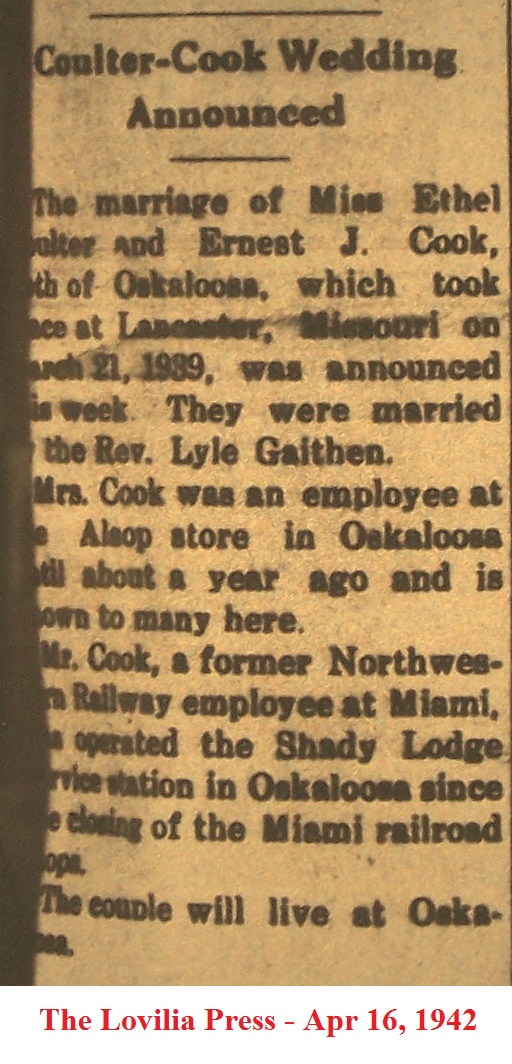 Coulter-Cook Wedding
Announced
The marriage of Miss Ethel
oulter and Ernest J. Cook,
th of Oskaloosa, which took
ace at Lancaster, Missouri on
arch 21, 1939, was announced
is week. They were married
the Rev. Lyle Gaithen.
Mrs. Cook was an employee at
e Alsop store in Oskaloosa
til about a year ago and is
own to many here.
Mr. Cook, a former Northwes-
rn Railway employee at Miami,
s operated the Shady Lodge
rvice station in Oskaloosa since
e closing of the Miami railroad
ops.
The couple will live at Oska-
osa.
The Lovilia Press - Apr 16, 1942